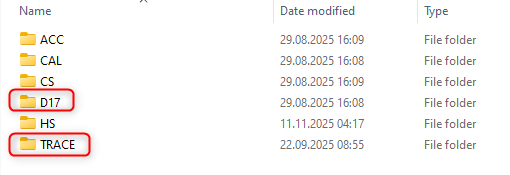 Name Date modified Type
ACC 29.08.2025 16:09 File folder
CAL 29.08.2025 16:08 File folder
CS 29.08.2025 16:09 File folder
D17 29.08.2025 16:08 File folder
HS 11.11.2025 04:17 File folder
TRACE 22.09.2025 08:55 File folder